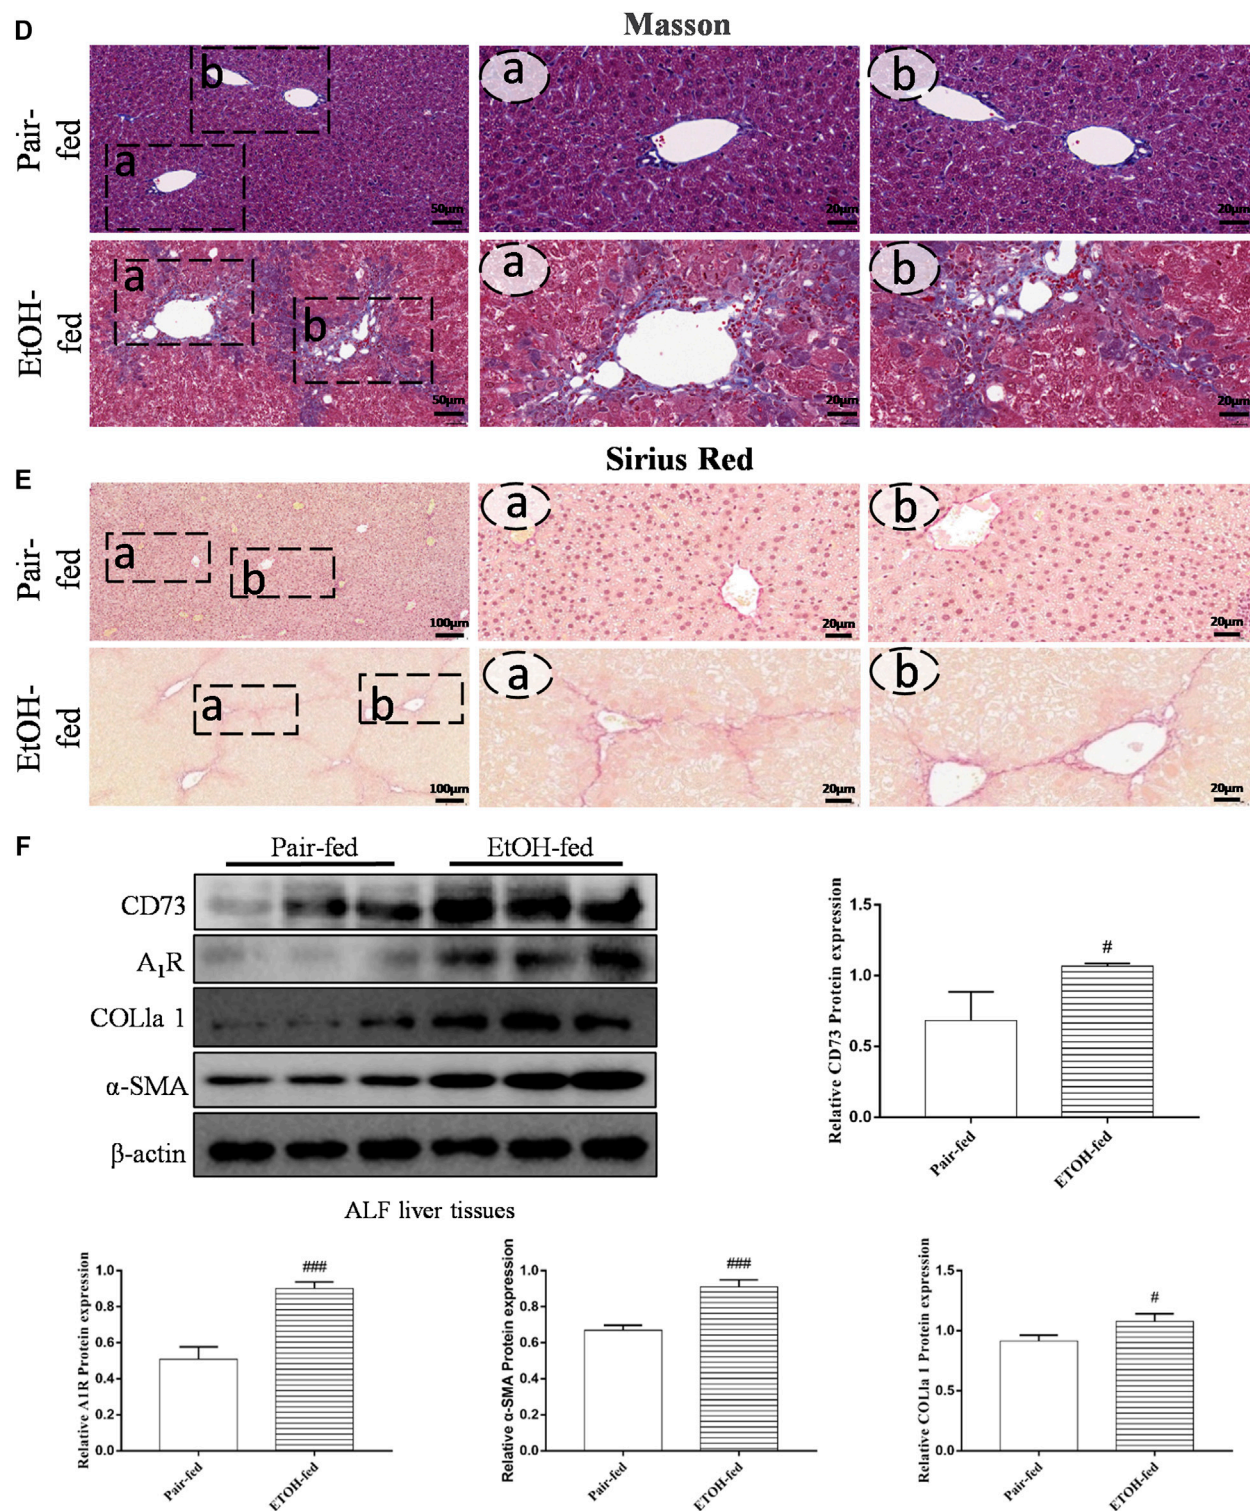 D
Masson
Pair-fed
b
a
50μm
a
20μm
b
20μm
EtOH-fed
a
b
50μm
a
20μm
b
20μm
E
Sirius Red
Pair-fed
a
b
100μm
a
20μm
b
20μm
EtOH-fed
a
b
100μm
a
20μm
b
20μm
F
Pair-fed EtOH-fed
CD73
A₁R
COLla 1
α-SMA
β-actin
ALF liver tissues
Relative CD73 Protein expression
1.5
1.0
0.5
0.0
#
Pair-fed
ETOH-fed
Relative A1R Protein expression
1.0
0.8
0.6
0.4
0.2
0.0
###
Pair-fed
ETOH-fed
Relative α-SMA Protein expression
1.0
0.8
0.6
0.4
0.2
0.0
###
Pair-fed
ETOH-fed
Relative COLla 1 Protein expression
1.5
1.0
0.5
0.0
#
Pair-fed
ETOH-fed